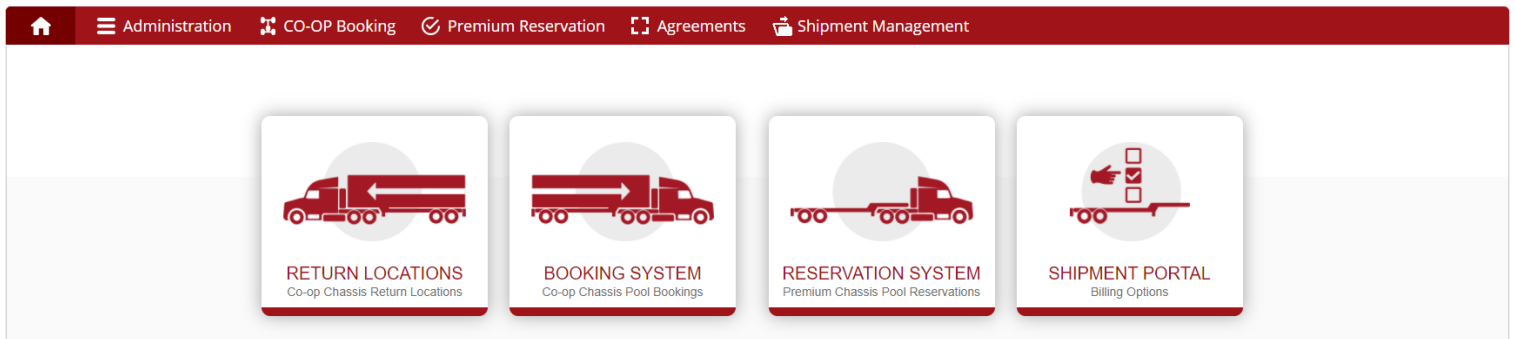 Administration
CO-OP Booking
Premium Reservation
Agreements
Shipment Management
RETURN LOCATIONS
Co-op Chassis Return Locations
BOOKING SYSTEM
Co-op Chassis Pool Bookings
RESERVATION SYSTEM
Premium Chassis Pool Reservations
SHIPMENT PORTAL
Billing Options